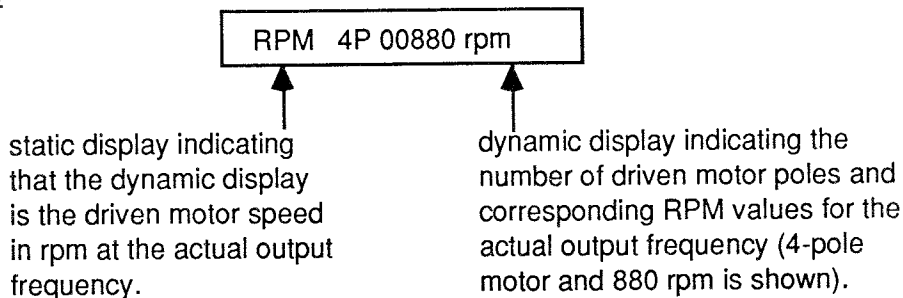 RPM 4P 00880 rpm
static display indicating
that the dynamic display
is the driven motor speed
in rpm at the actual output
frequency.
dynamic display indicating the
number of driven motor poles and
corresponding RPM values for the
actual output frequency (4-pole
motor and 880 rpm is shown).